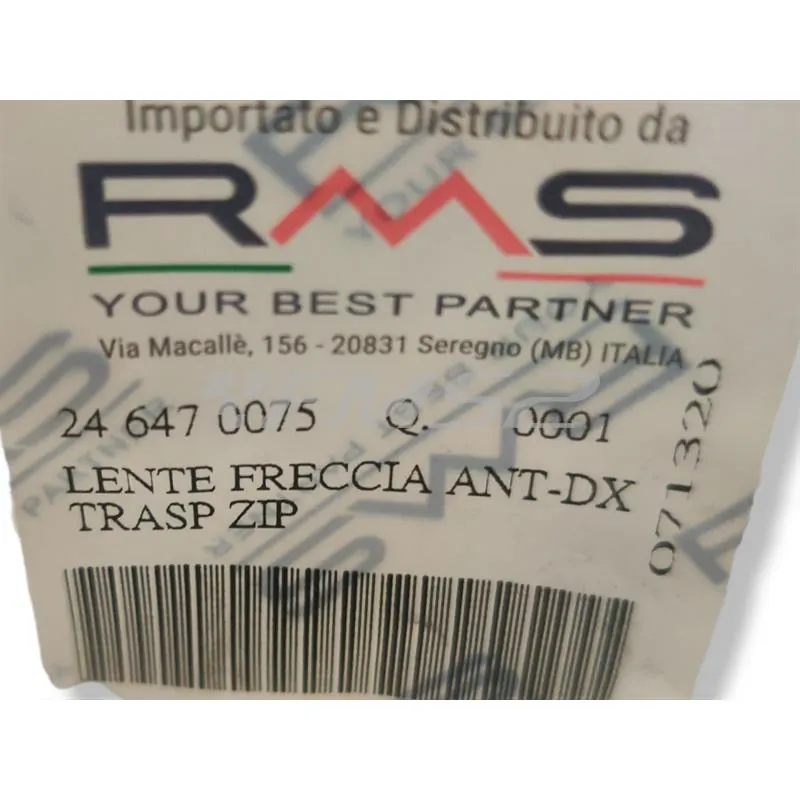 Importato e Distribuito da
RMS
YOUR BEST PARTNER
Via Macallè, 156 - 20831 Seregno (MB) ITALIA
24 647 0075 Q. 0001
LENTE FRECCIA ANT-DX
TRASP ZIP
071320